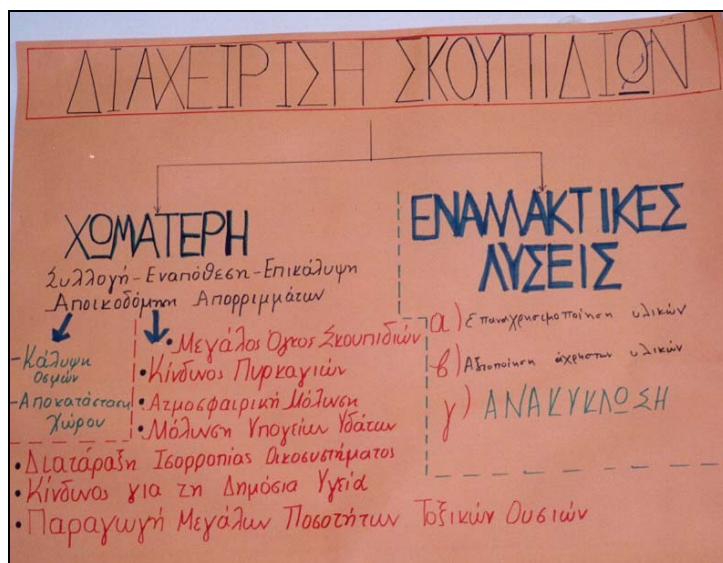 ΔΙΑΧΕΙΡΙΣΗ ΣΚΟΥΠΙΔΙΩΝ
ΧΩΜΑΤΕΡΗ
Συλλογή-Εναπόθεση-Επικάλυψη
Αποικοδόμηση Απορριμμάτων
-Κάλυψη
Οσμών
-Αποκατάσταση
Χώρου
• Μεγάλος Όγκος Σκουπιδιών
• Κίνδυνος Πυρκαγιών
• Ατμοσφαιρική Μόλυνση
• Μόλυνση Υπογείων Υδάτων
• Διατάραξη Ισορροπίας Οικοσυστήματος
• Κίνδυνος για τη Δημόσια Υγεία
• Παραγωγή Μεγάλων Ποσοτήτων Τοξικών Ουσιών
ΕΝΑΛΛΑΚΤΙΚΕΣ
ΛΥΣΕΙΣ
α) Επαναχρησιμοποίηση υλικών
β) Αξιοποίηση άχρηστων υλικών
γ) ΑΝΑΚΥΚΛΩΣΗ